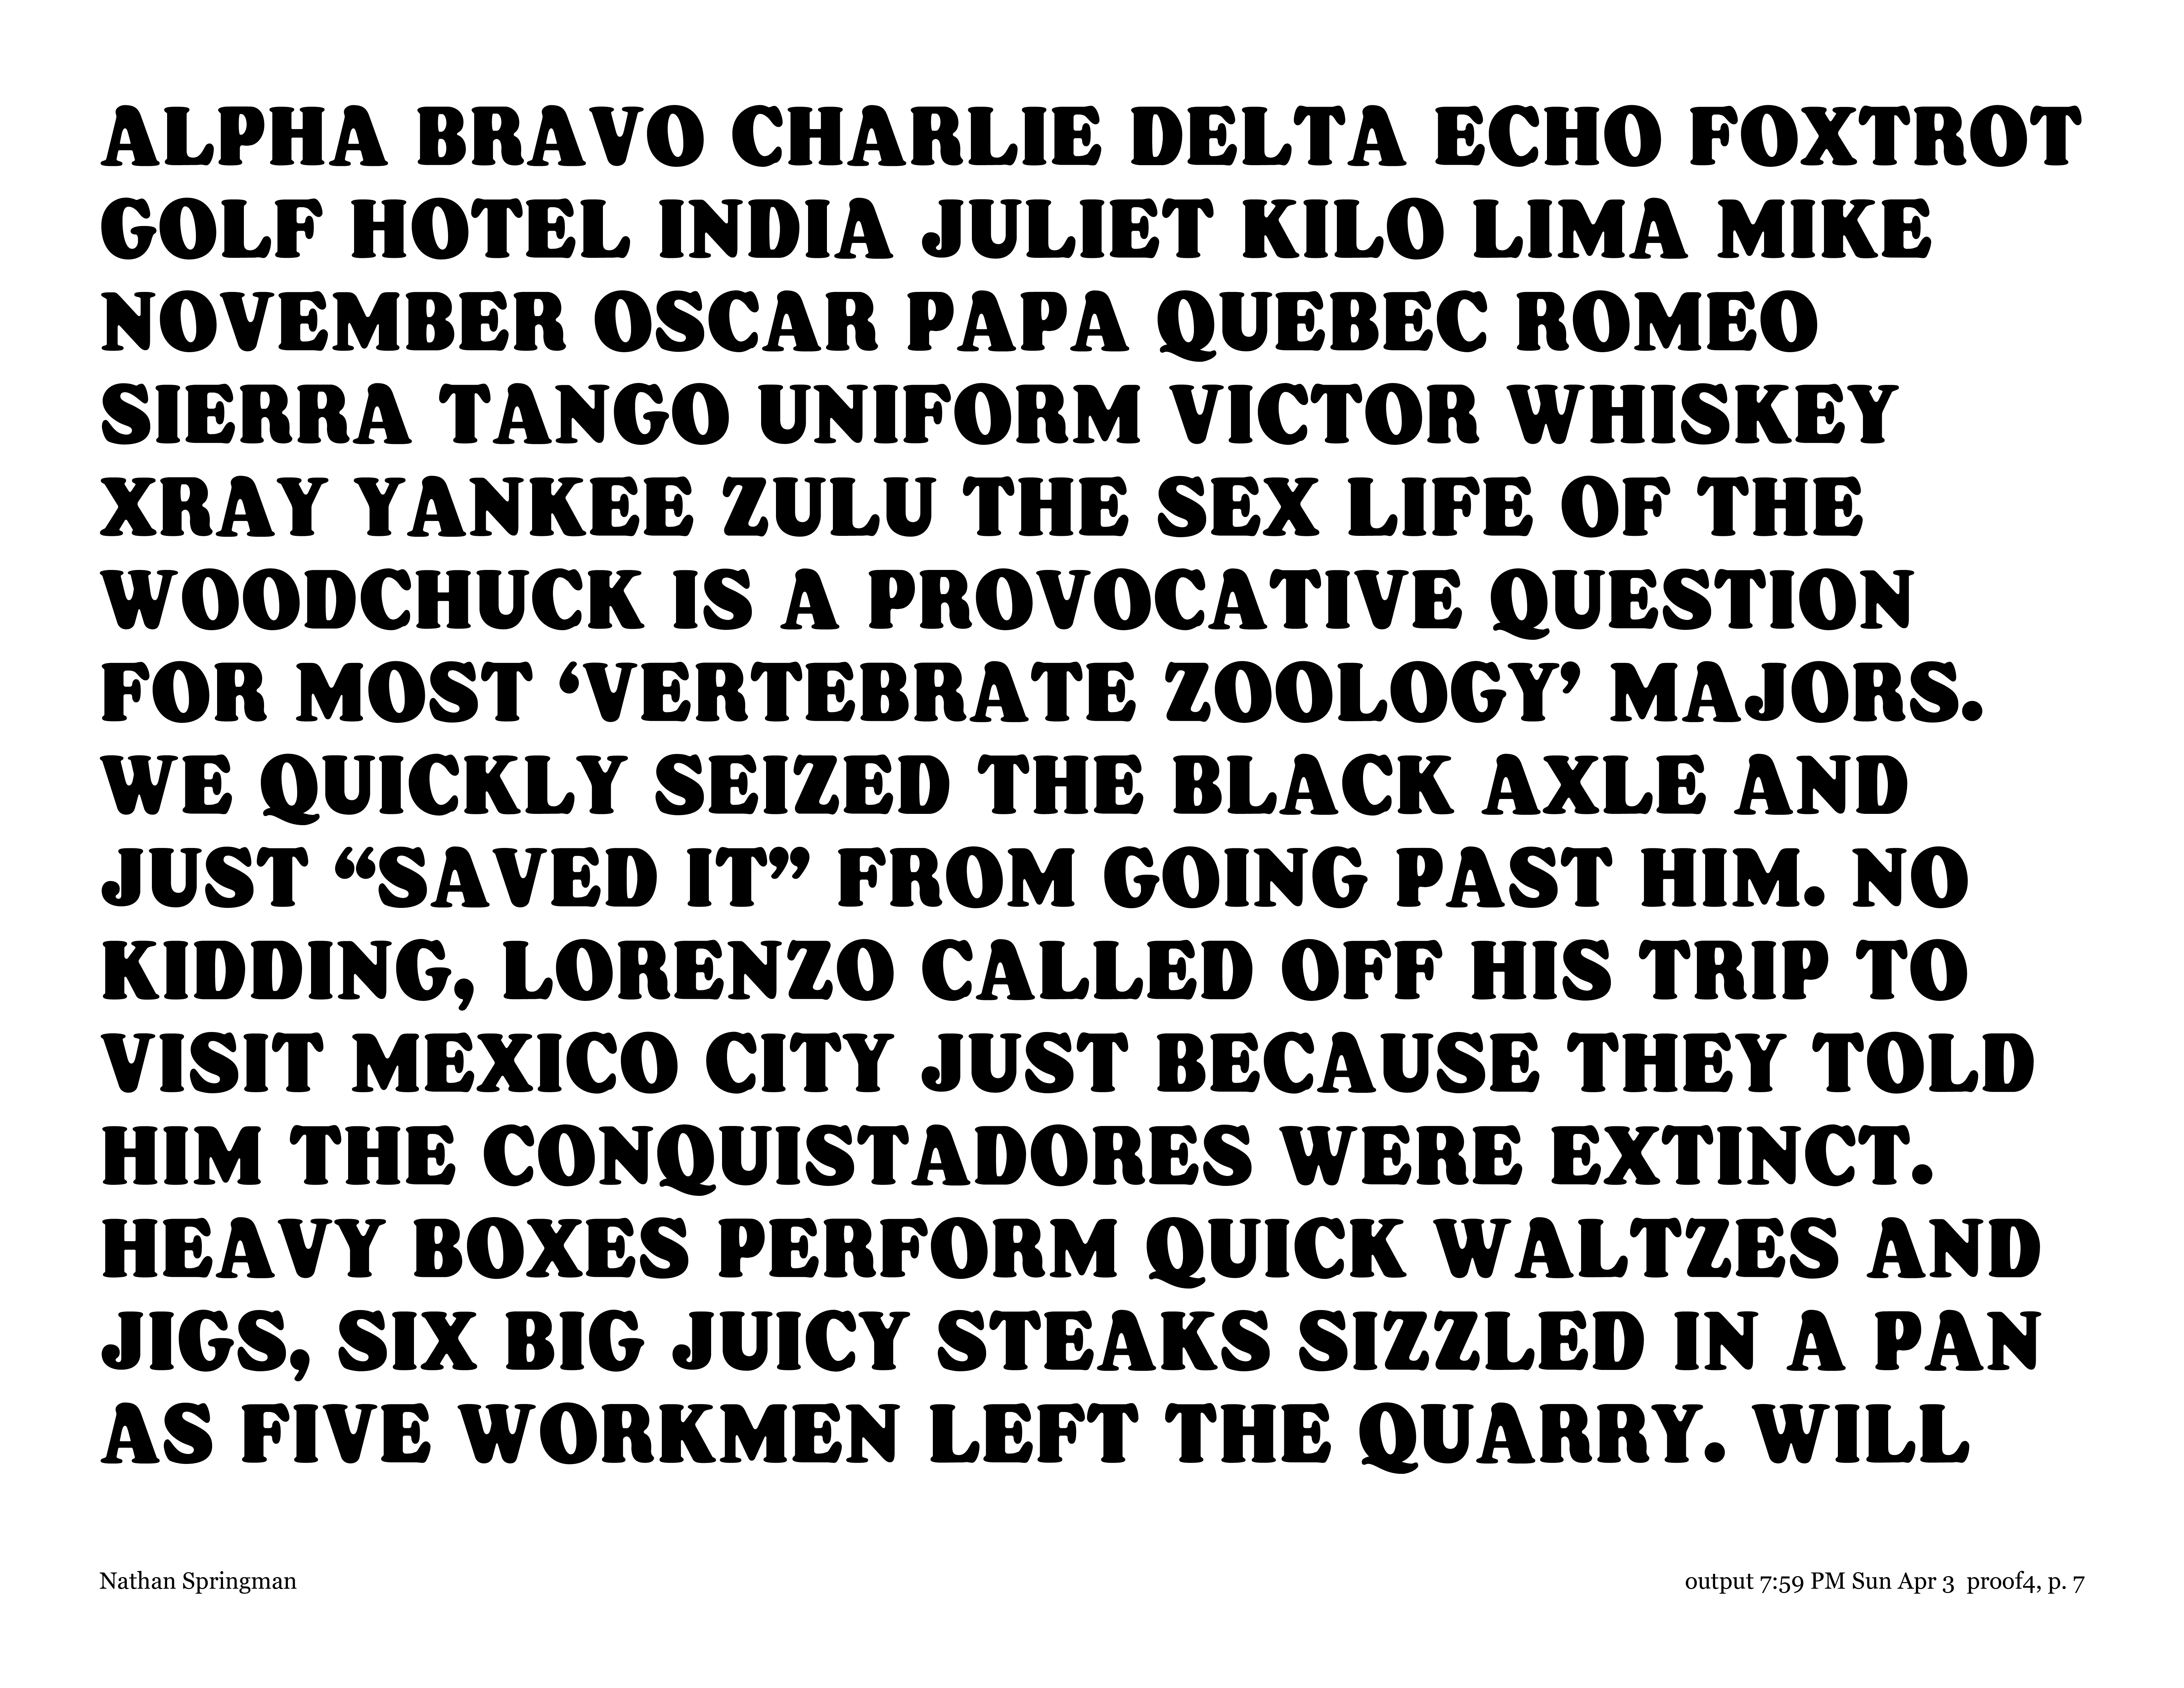 ALPHA BRAVO CHARLIE DELTA ECHO FOXTROT
GOLF HOTEL INDIA JULIET KILO LIMA MIKE
NOVEMBER OSCAR PAPA QUEBEC ROMEO
SIERRA TANGO UNIFORM VICTOR WHISKEY
XRAY YANKEE ZULU THE SEX LIFE OF THE
WOODCHUCK IS A PROVOCATIVE QUESTION
FOR MOST ‘VERTEBRATE ZOOLOGY’ MAJORS.
WE QUICKLY SEIZED THE BLACK AXLE AND
JUST “SAVED IT” FROM GOING PAST HIM. NO
KIDDING, LORENZO CALLED OFF HIS TRIP TO
VISIT MEXICO CITY JUST BECAUSE THEY TOLD
HIM THE CONQUISTADORES WERE EXTINCT.
HEAVY BOXES PERFORM QUICK WALTZES AND
JIGS, SIX BIG JUICY STEAKS SIZZLED IN A PAN
AS FIVE WORKMEN LEFT THE QUARRY. WILL
Nathan Springman
output 7:59 PM Sun Apr 3 proof4, p. 7